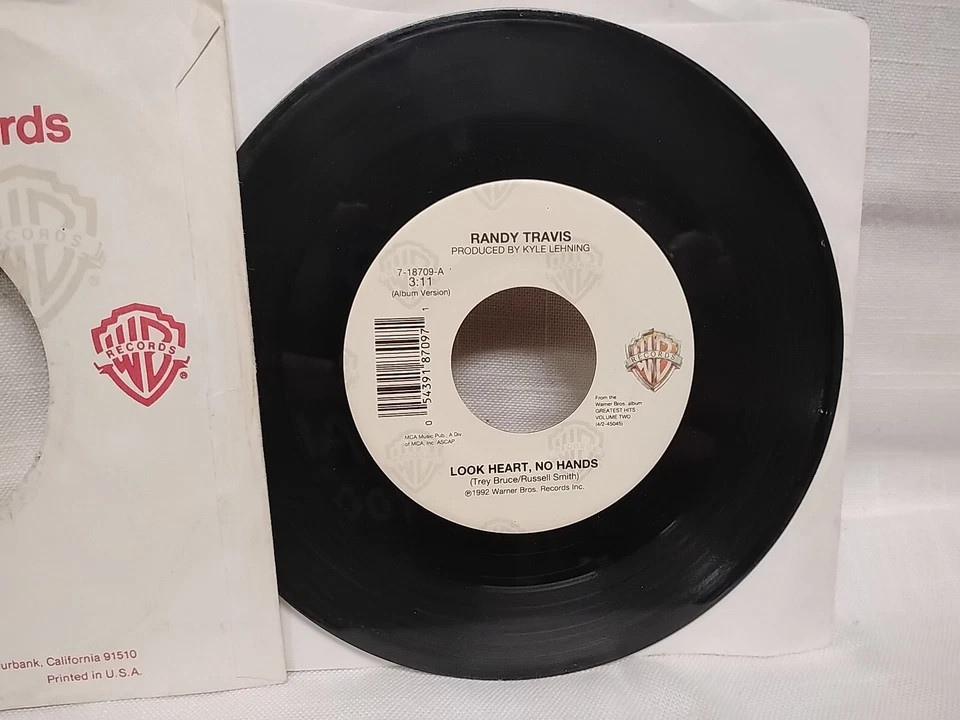 rds
RECORDS
®
urbank, California 91510
Printed in U.S.A.
RANDY TRAVIS
PRODUCED BY KYLE LEHNING
7-18709-A
3:11
(Album Version)
0 54391 87097 1
RECORDS
From the
Warner Bros. album
GREATEST HITS
VOLUME TWO
(4/2-45045)
MCA Music Pub., A Div.
of MCA, Inc. ASCAP
LOOK HEART, NO HANDS
(Trey Bruce/Russell Smith)
℗1992 Warner Bros. Records Inc.